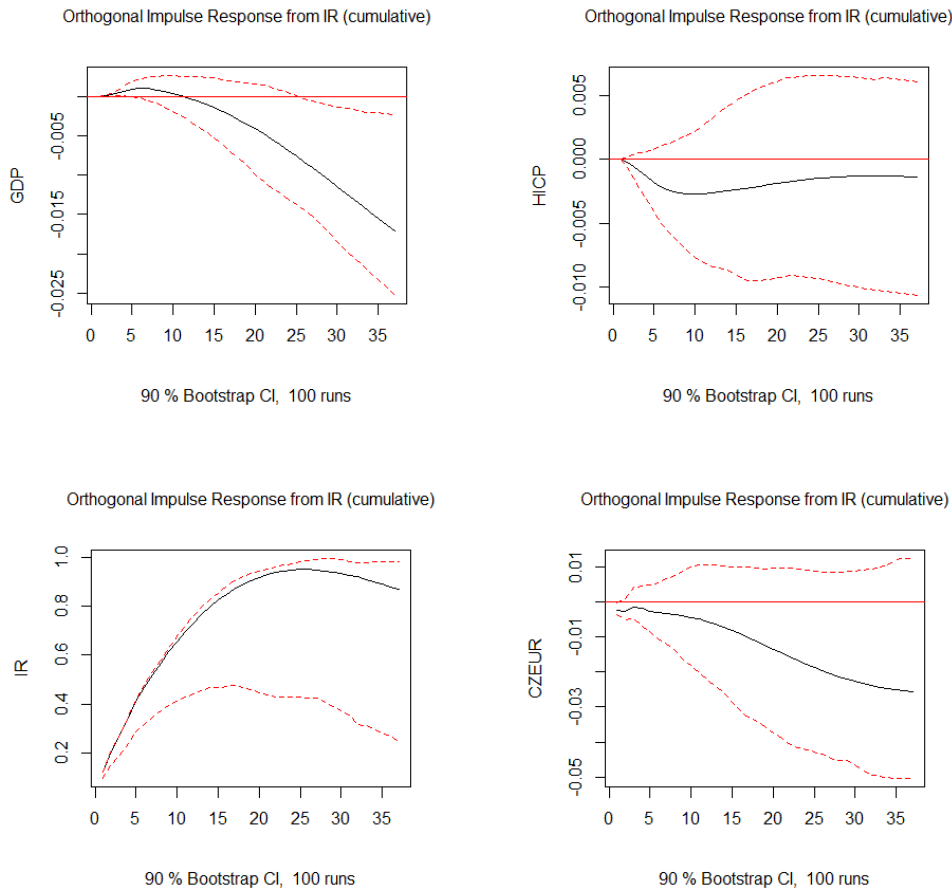 Orthogonal Impulse Response from IR (cumulative)
GDP
-0.005
-0.015
-0.025
0 5 10 15 20 25 30 35
90 % Bootstrap CI, 100 runs
Orthogonal Impulse Response from IR (cumulative)
HICP
0.005
0.000
-0.005
-0.010
0 5 10 15 20 25 30 35
90 % Bootstrap CI, 100 runs
Orthogonal Impulse Response from IR (cumulative)
IR
1.0
0.8
0.6
0.4
0.2
0 5 10 15 20 25 30 35
90 % Bootstrap CI, 100 runs
Orthogonal Impulse Response from IR (cumulative)
CZEUR
0.01
-0.01
-0.03
-0.05
0 5 10 15 20 25 30 35
90 % Bootstrap CI, 100 runs